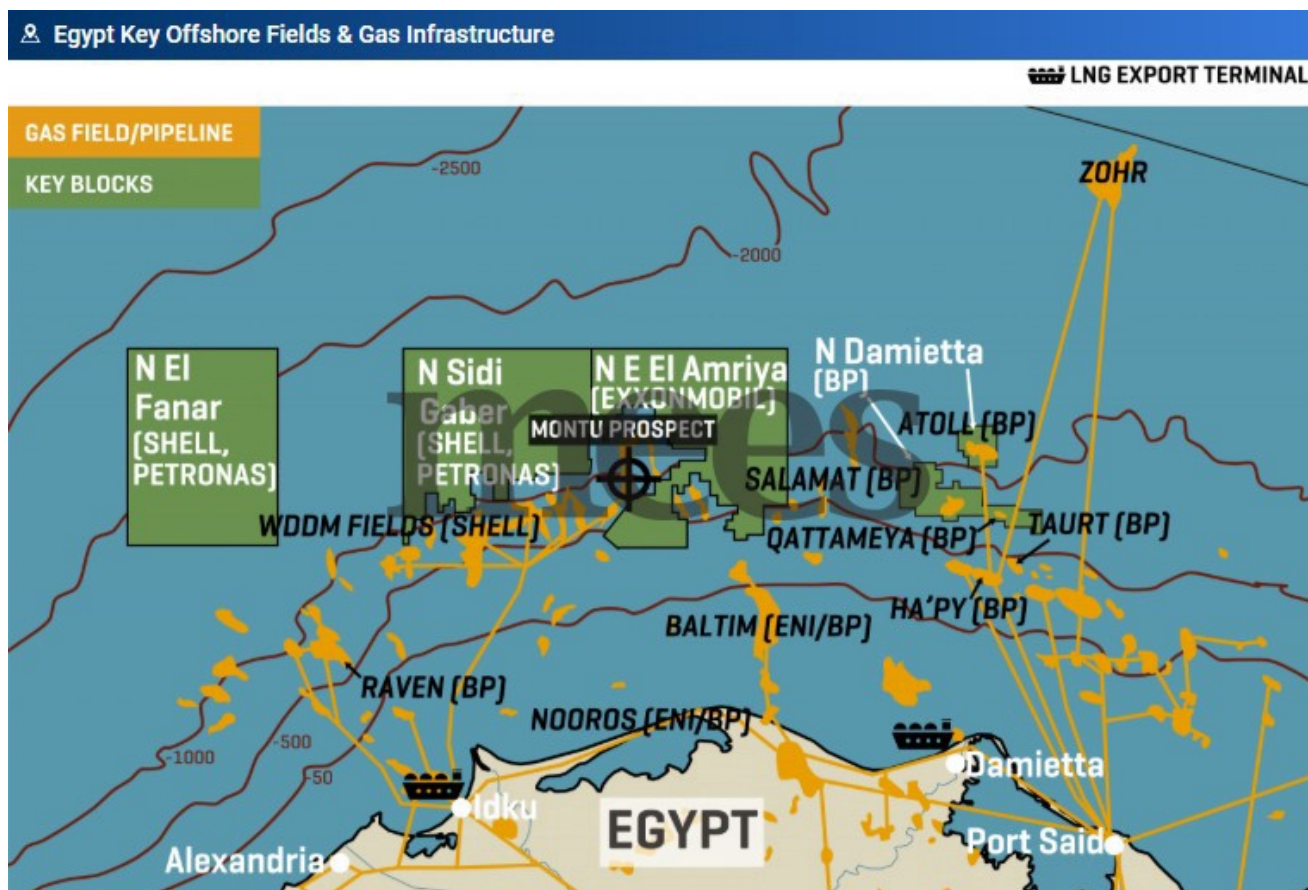 Egypt Key Offshore Fields & Gas Infrastructure
LNG EXPORT TERMINAL
GAS FIELD/PIPELINE
KEY BLOCKS
-2500
-2000
ZOHR
N El
Fanar
(SHELL,
PETRONAS)
N Sidi
Gaber
(SHELL,
PETRONAS)
N E El Amriya
(EXXONMOBIL)
MONTU PROSPECT
mees
N Damietta
(BP)
ATOLL (BP)
SALAMAT (BP)
WDDM FIELDS (SHELL)
QATTAMEYA (BP)
TAURT (BP)
HA'PY (BP)
BALTIM (ENI/BP)
RAVEN (BP)
NOOROS (ENI/BP)
-1000
-500
-50
Damietta
Idku
EGYPT
Port Said
Alexandria